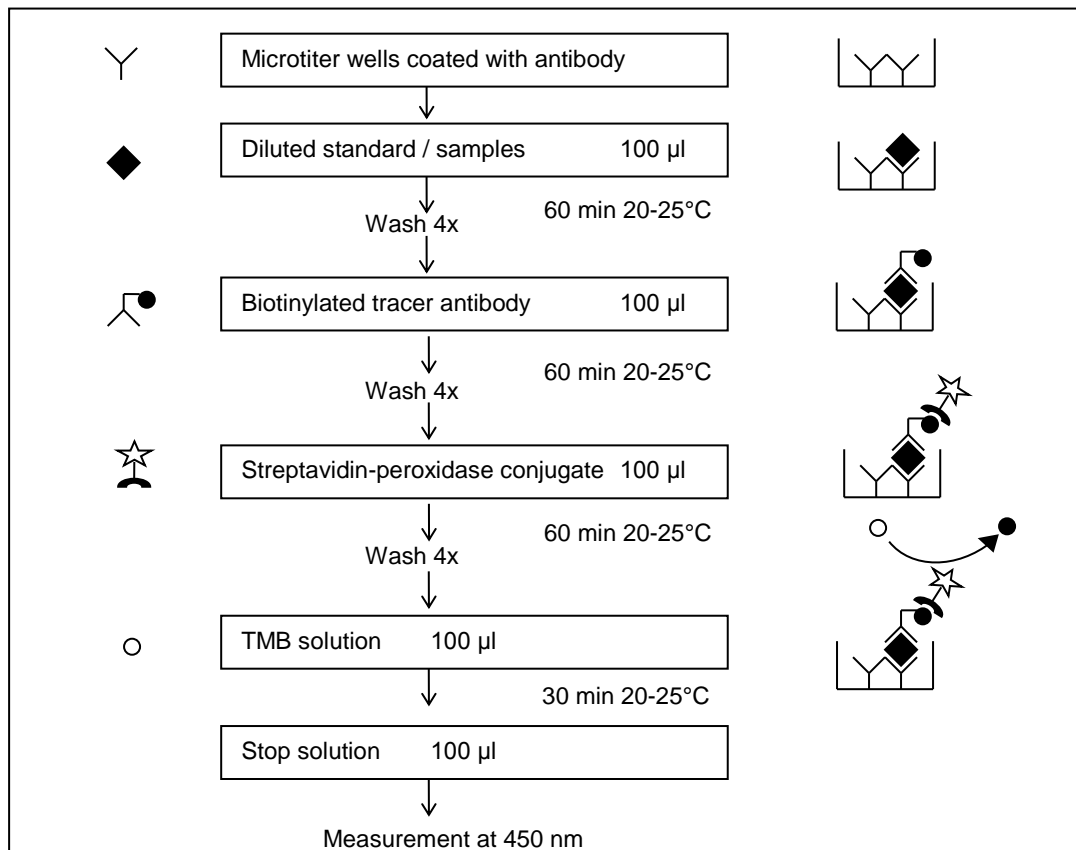 Microtiter wells coated with antibody
Diluted standard / samples 100 µl
60 min 20-25°C
Wash 4x
Biotinylated tracer antibody 100 µl
60 min 20-25°C
Wash 4x
Streptavidin-peroxidase conjugate 100 µl
60 min 20-25°C
Wash 4x
TMB solution 100 µl
30 min 20-25°C
Stop solution 100 µl
Measurement at 450 nm